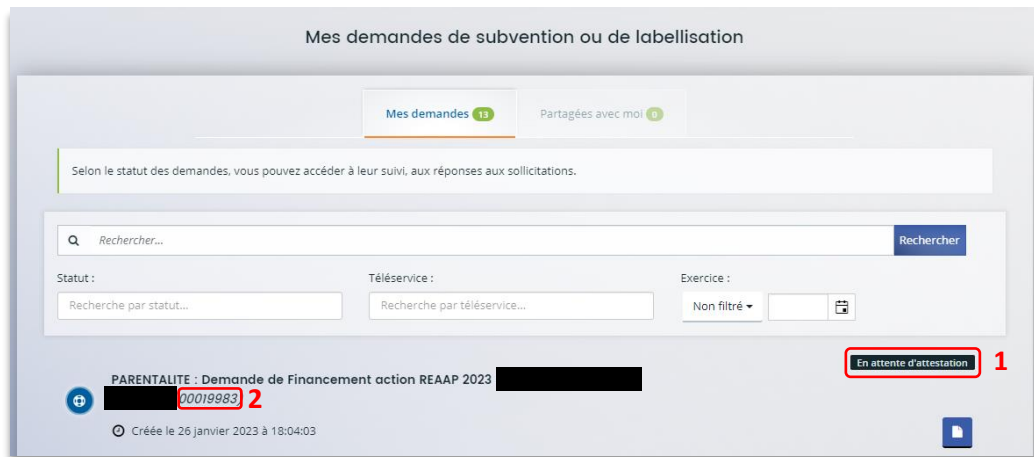 Mes demandes de subvention ou de labellisation
Mes demandes 13 Partagées avec moi 0
Selon le statut des demandes, vous pouvez accéder à leur suivi, aux réponses aux sollicitations.
Rechercher... Rechercher
Statut : Téléservice : Exercice :
Recherche par statut... Recherche par téléservice... Non filtré
En attente d'attestation 1
PARENTALITE : Demande de Financement action REAAP 2023
00019983) 2
Créée le 26 janvier 2023 à 18:04:03